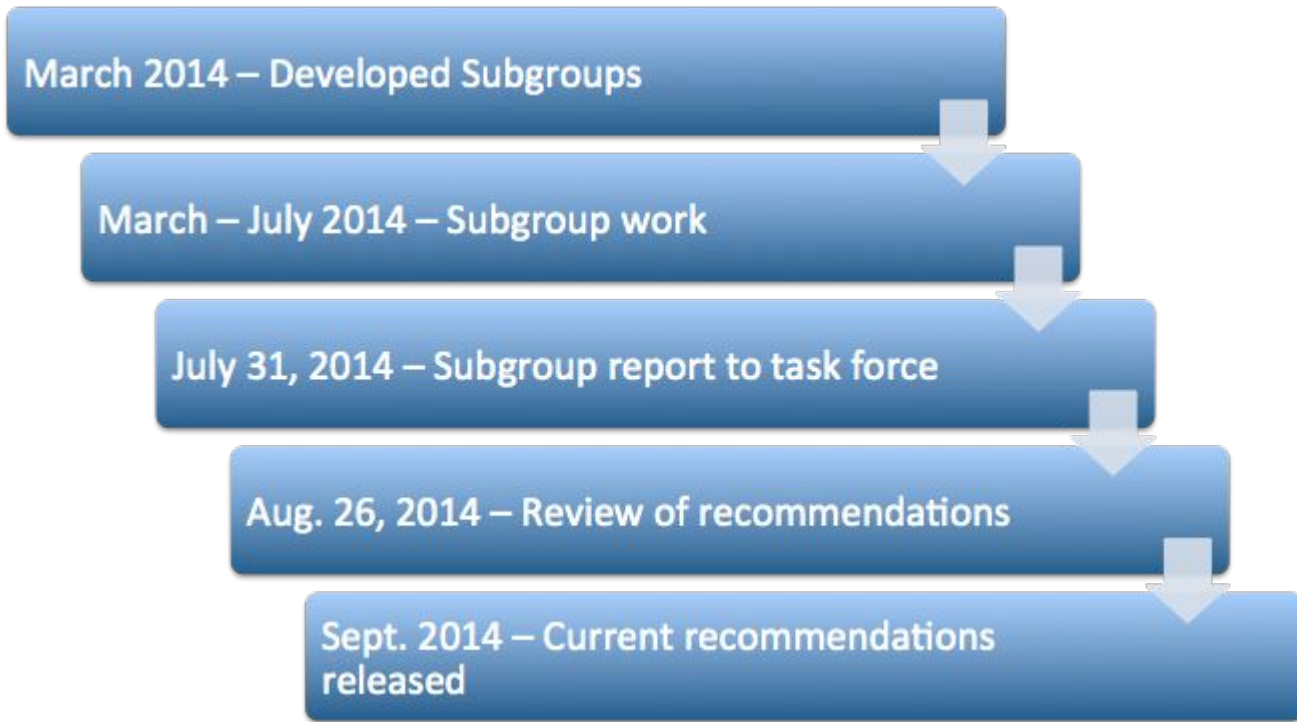 March 2014 – Developed Subgroups
March – July 2014 – Subgroup work
July 31, 2014 – Subgroup report to task force
Aug. 26, 2014 – Review of recommendations
Sept. 2014 – Current recommendations
released